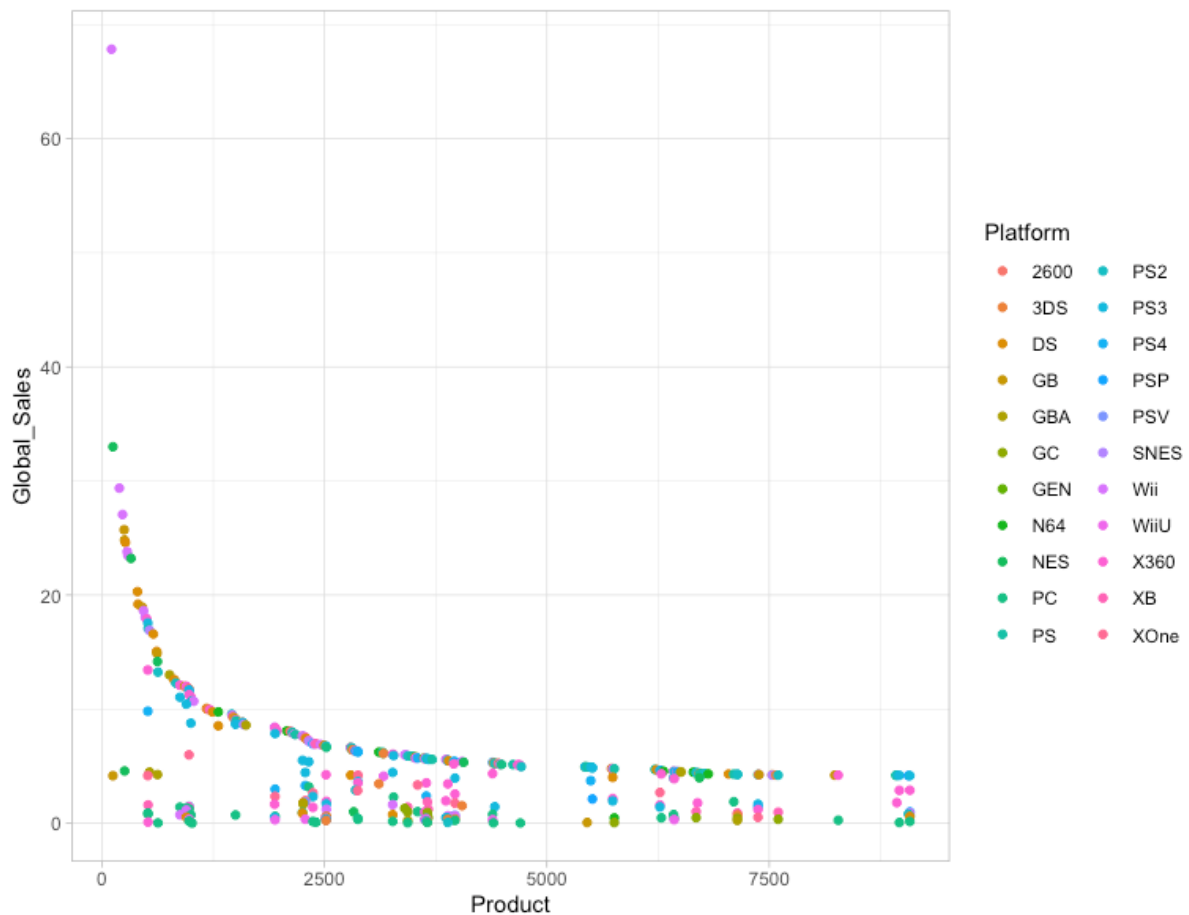 60
40
20
0
Global_Sales
0 2500 5000 7500
Product
Platform
2600 PS2
3DS PS3
DS PS4
GB PSP
GBA PSV
GC SNES
GEN Wii
N64 WiiU
NES X360
PC XB
PS XOne